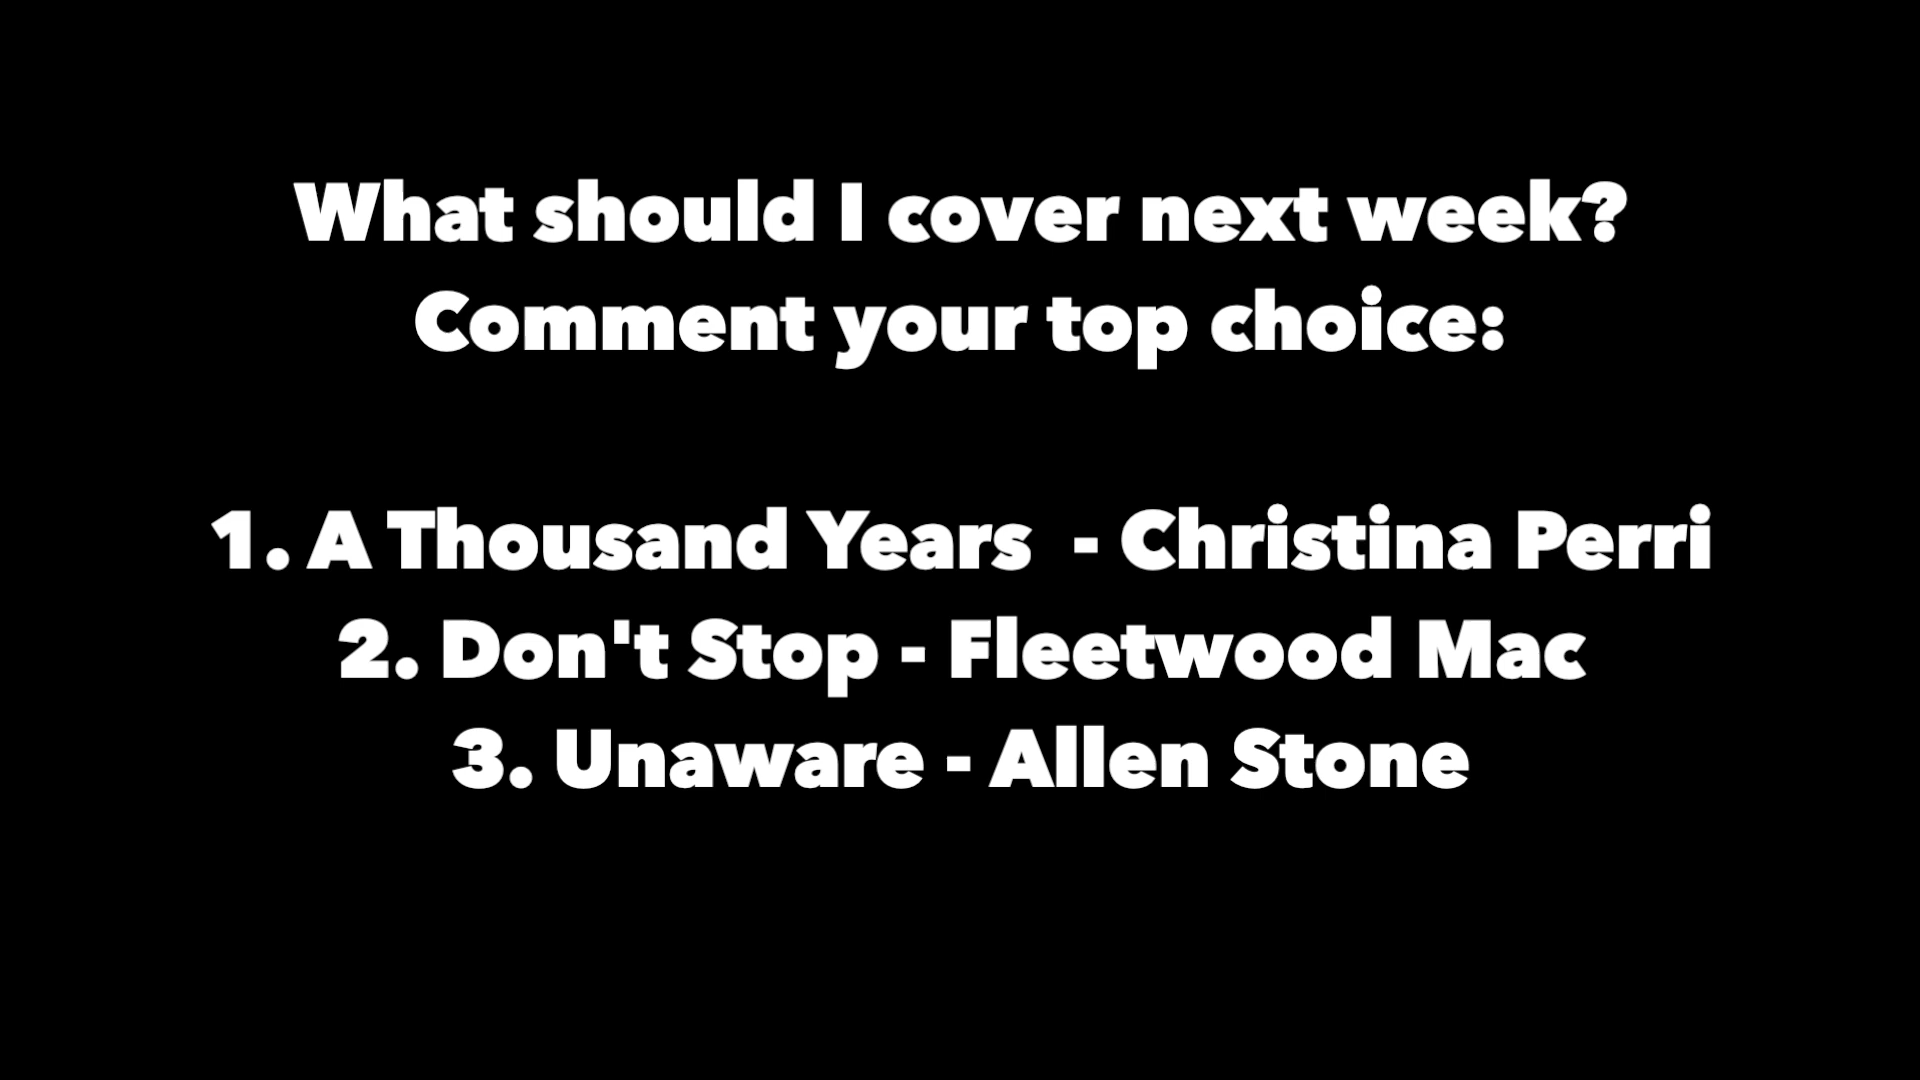 What should I cover next week?
Comment your top choice:
1. A Thousand Years  - Christina Perri
2. Don't Stop - Fleetwood Mac
3. Unaware - Allen Stone